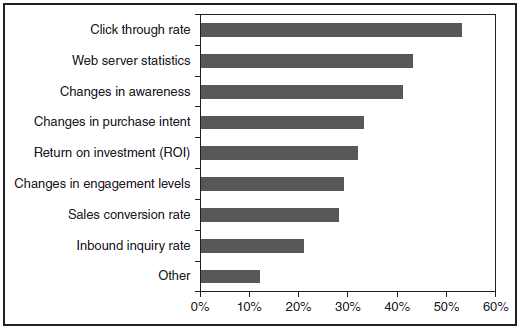 Click through rate
Web server statistics
Changes in awareness
Changes in purchase intent
Return on investment (ROI)
Changes in engagement levels
Sales conversion rate
Inbound inquiry rate
Other
0% 10% 20% 30% 40% 50% 60%